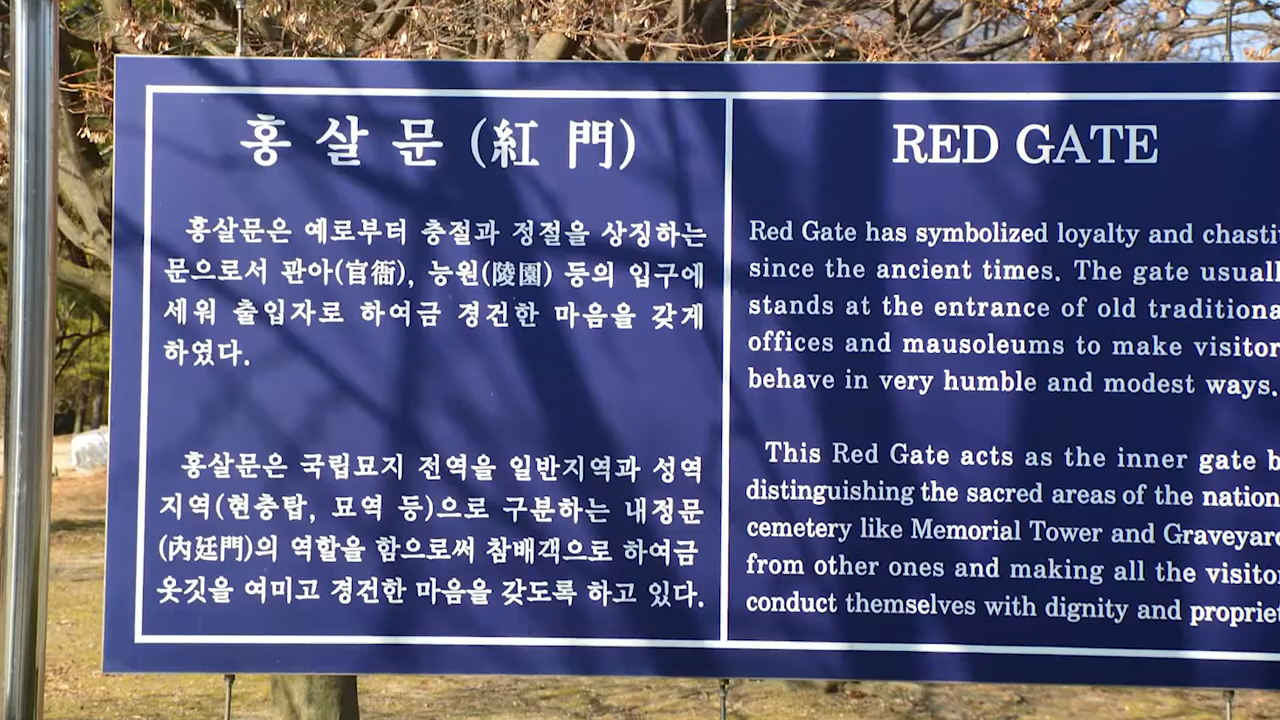 홍 살 문 (紅 門)
홍살문은 예로부터 충절과 정절을 상징하는
문으로서 관아(官衙), 능원(陵園) 등의 입구에
세워 출입자로 하여금 경건한 마음을 갖게
하였다.
홍살문은 국립묘지 전역을 일반지역과 성역
지역(현충탑, 묘역 등)으로 구분하는 내정문
(內廷門)의 역할을 함으로써 참배객으로 하여금
옷깃을 여미고 경건한 마음을 갖도록 하고 있다.
RED GATE
Red Gate has symbolized loyalty and chasti
since the ancient times. The gate usuall
stands at the entrance of old traditiona
offices and mausoleums to make visitor
behave in very humble and modest ways.
This Red Gate acts as the inner gate b
distinguishing the sacred areas of the nation
cemetery like Memorial Tower and Graveyard
from other ones and making all the visitor
conduct themselves with dignity and propriet